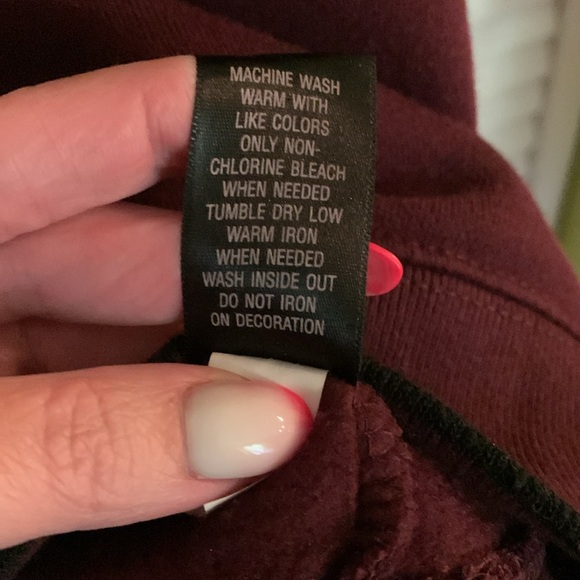 MACHINE WASH
WARM WITH
LIKE COLORS
ONLY NON-
CHLORINE BLEACH
WHEN NEEDED
TUMBLE DRY LOW
WARM IRON
WHEN NEEDED
WASH INSIDE OUT
DO NOT IRON
ON DECORATION